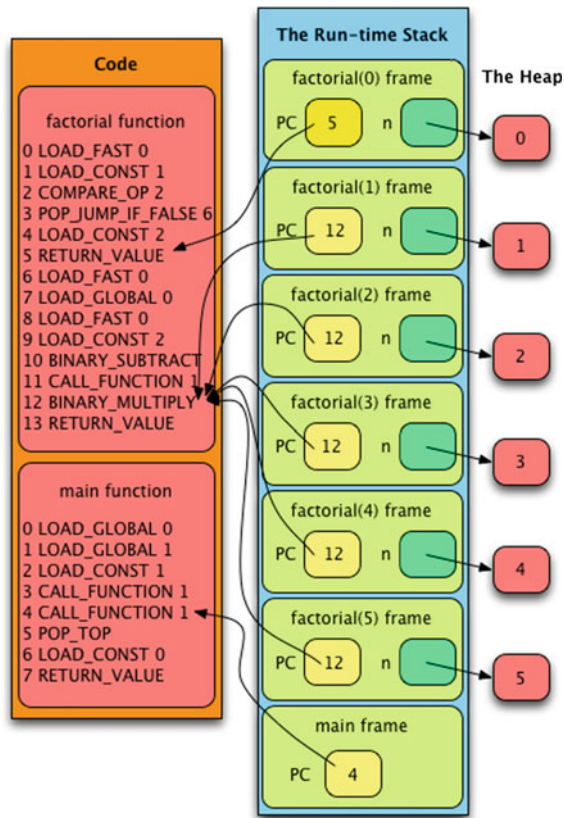 Code
factorial function
0 LOAD_FAST 0
1 LOAD_CONST 1
2 COMPARE_OP 2
3 POP_JUMP_IF_FALSE 6
4 LOAD_CONST 2
5 RETURN_VALUE
6 LOAD_FAST 0
7 LOAD_GLOBAL 0
8 LOAD_FAST 0
9 LOAD_CONST 2
10 BINARY_SUBTRACT
11 CALL_FUNCTION 1
12 BINARY_MULTIPLY
13 RETURN_VALUE
main function
0 LOAD_GLOBAL 0
1 LOAD_GLOBAL 1
2 LOAD_CONST 1
3 CALL_FUNCTION 1
4 CALL_FUNCTION 1
5 POP_TOP
6 LOAD_CONST 0
7 RETURN_VALUE
The Run-time Stack
factorial(0) frame
PC 5 n
factorial(1) frame
PC 12 n
factorial(2) frame
PC 12 n
factorial(3) frame
PC 12 n
factorial(4) frame
PC 12 n
factorial(5) frame
PC 12 n
main frame
PC 4
The Heap
0
1
2
3
4
5